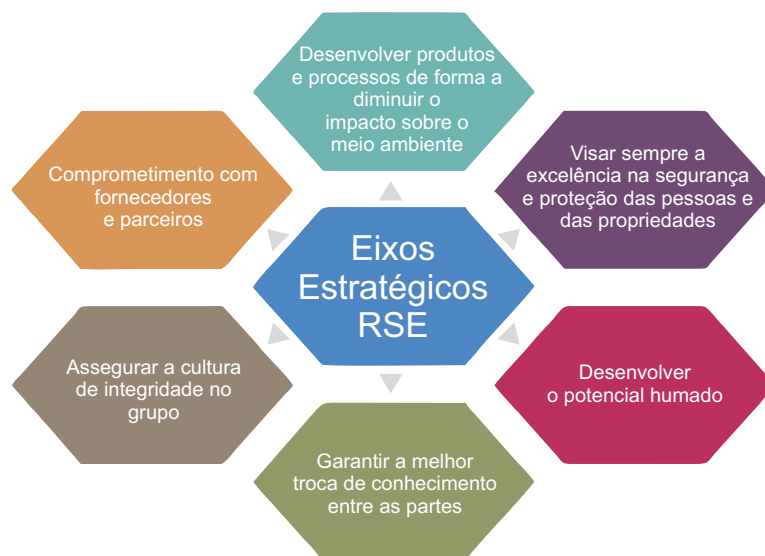 Desenvolver produtos
e processos de forma a
diminuir o
impacto sobre o
meio ambiente
Visar sempre a
excelência na segurança
e proteção das pessoas e
das propriedades
Comprometimento com
fornecedores
e parceiros
Eixos
Estratégicos
RSE
Assegurar a cultura
de integridade no
grupo
Desenvolver
o potencial humado
Garantir a melhor
troca de conhecimento
entre as partes